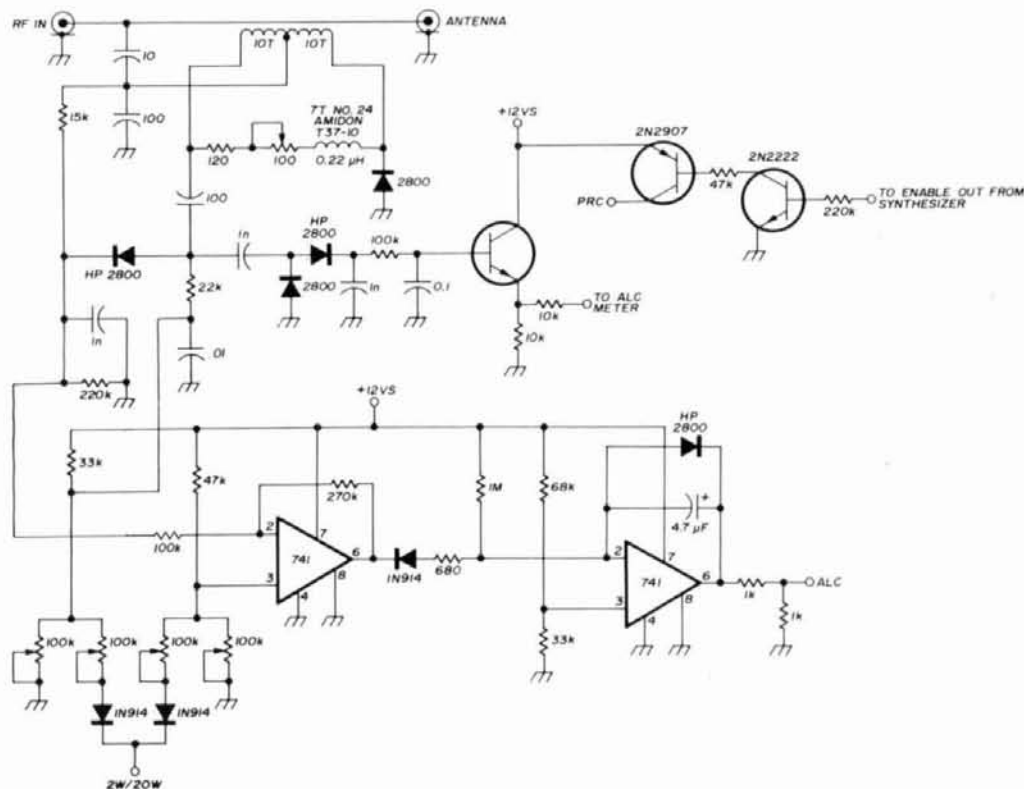 RF IN
ANTENNA
10T
10T
10
15k
100
7T NO. 24
AMIDON
T37-10
120
100
0.22 µH
2800
+12VS
2N2907
2N2222
47k
PRC
220k
TO ENABLE OUT FROM
SYNTHESIZER
100
HP
2800
1n
100k
HP 2800
22k
2800
1n
0.1
10k
TO ALC
METER
10k
1n
.01
220k
+12VS
HP
2800
33k
47k
270k
1M
68k
4.7 µF
+
100k
2
7
741
6
3
4
8
1N914
680
2
7
741
6
3
4
8
1k
ALC
1k
33k
100k
100k
100k
100k
1N914
1N914
2W/20W